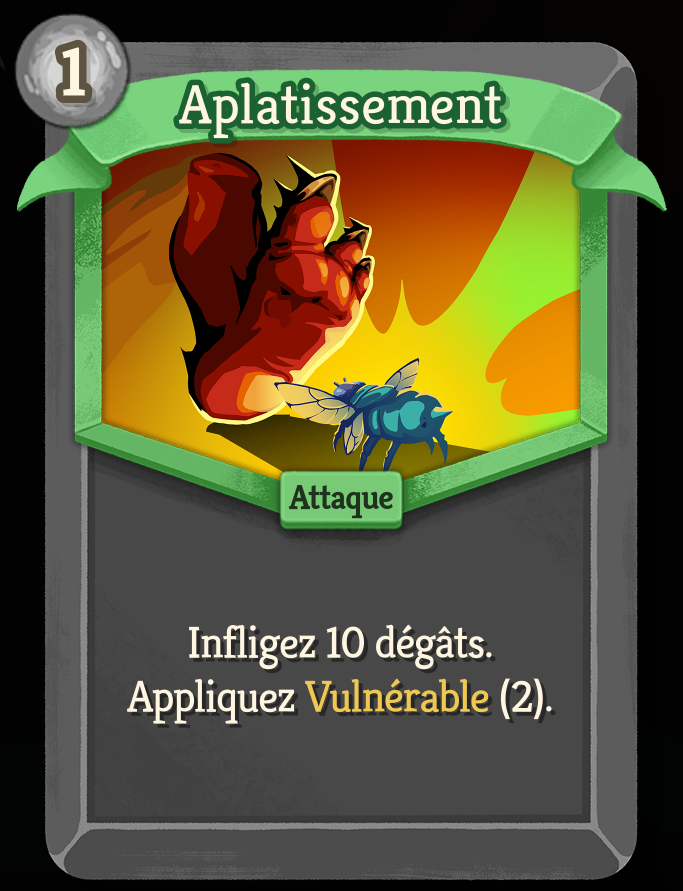 1
Aplatissement
Attaque
Infligez 10 dégâts.
Appliquez Vulnérable (2).